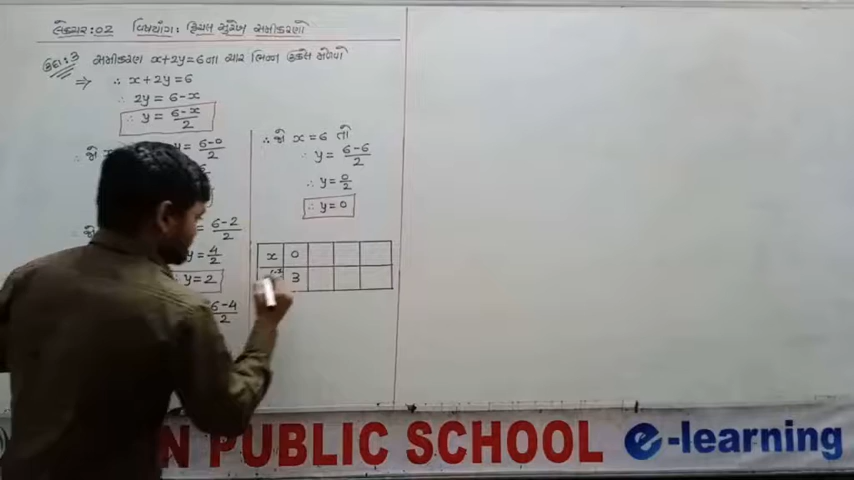 લેક્ચર: 02 વિષયાંગ: દ્વિચલ સુરેખ સમીકરણો
ઉદા: 3 સમીકરણ x+2y=6ના ચાર ભિન્ન ઉકેલ મેળવો
⇒ ∴ x+2y=6
∴ 2y = 6-x
∴ y = 6-x/2
∴ જો
y = 6-0/2
6-2/2
y = 4/2
∴ y = 2
6-4/2
∴ જો x = 6 તો
∴ y = 6-6/2
∴ y = 0/2
∴ y = 0
x 0
3
N PUBLIC SCHOOL e-learning